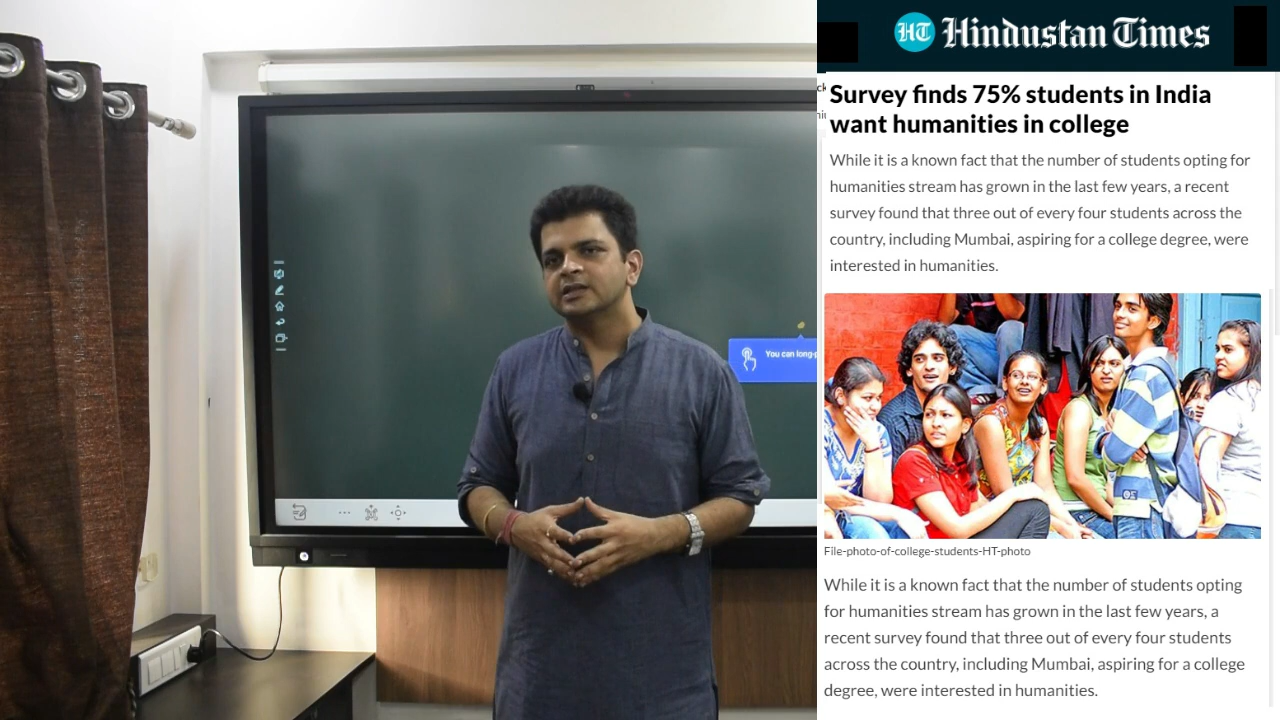 You can long-p
HT Hindustan Times
Survey finds 75% students in India
want humanities in college
While it is a known fact that the number of students opting for
humanities stream has grown in the last few years, a recent
survey found that three out of every four students across the
country, including Mumbai, aspiring for a college degree, were
interested in humanities.
File-photo-of-college-students-HT-photo
While it is a known fact that the number of students opting
for humanities stream has grown in the last few years, a
recent survey found that three out of every four students
across the country, including Mumbai, aspiring for a college
degree, were interested in humanities.